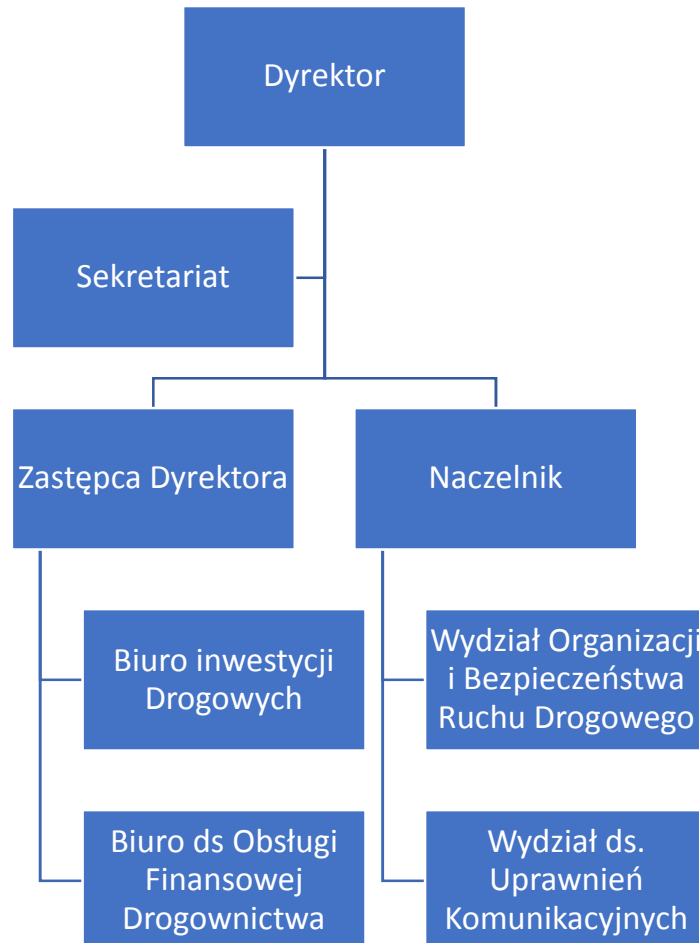 Dyrektor
Sekretariat
Zastępca Dyrektora
Naczelnik
Biuro inwestycji
Drogowych
Wydział Organizacji
i Bezpieczeństwa
Ruchu Drogowego
Biuro ds Obsługi
Finansowej
Drogownictwa
Wydział ds.
Uprawnień
Komunikacyjnych